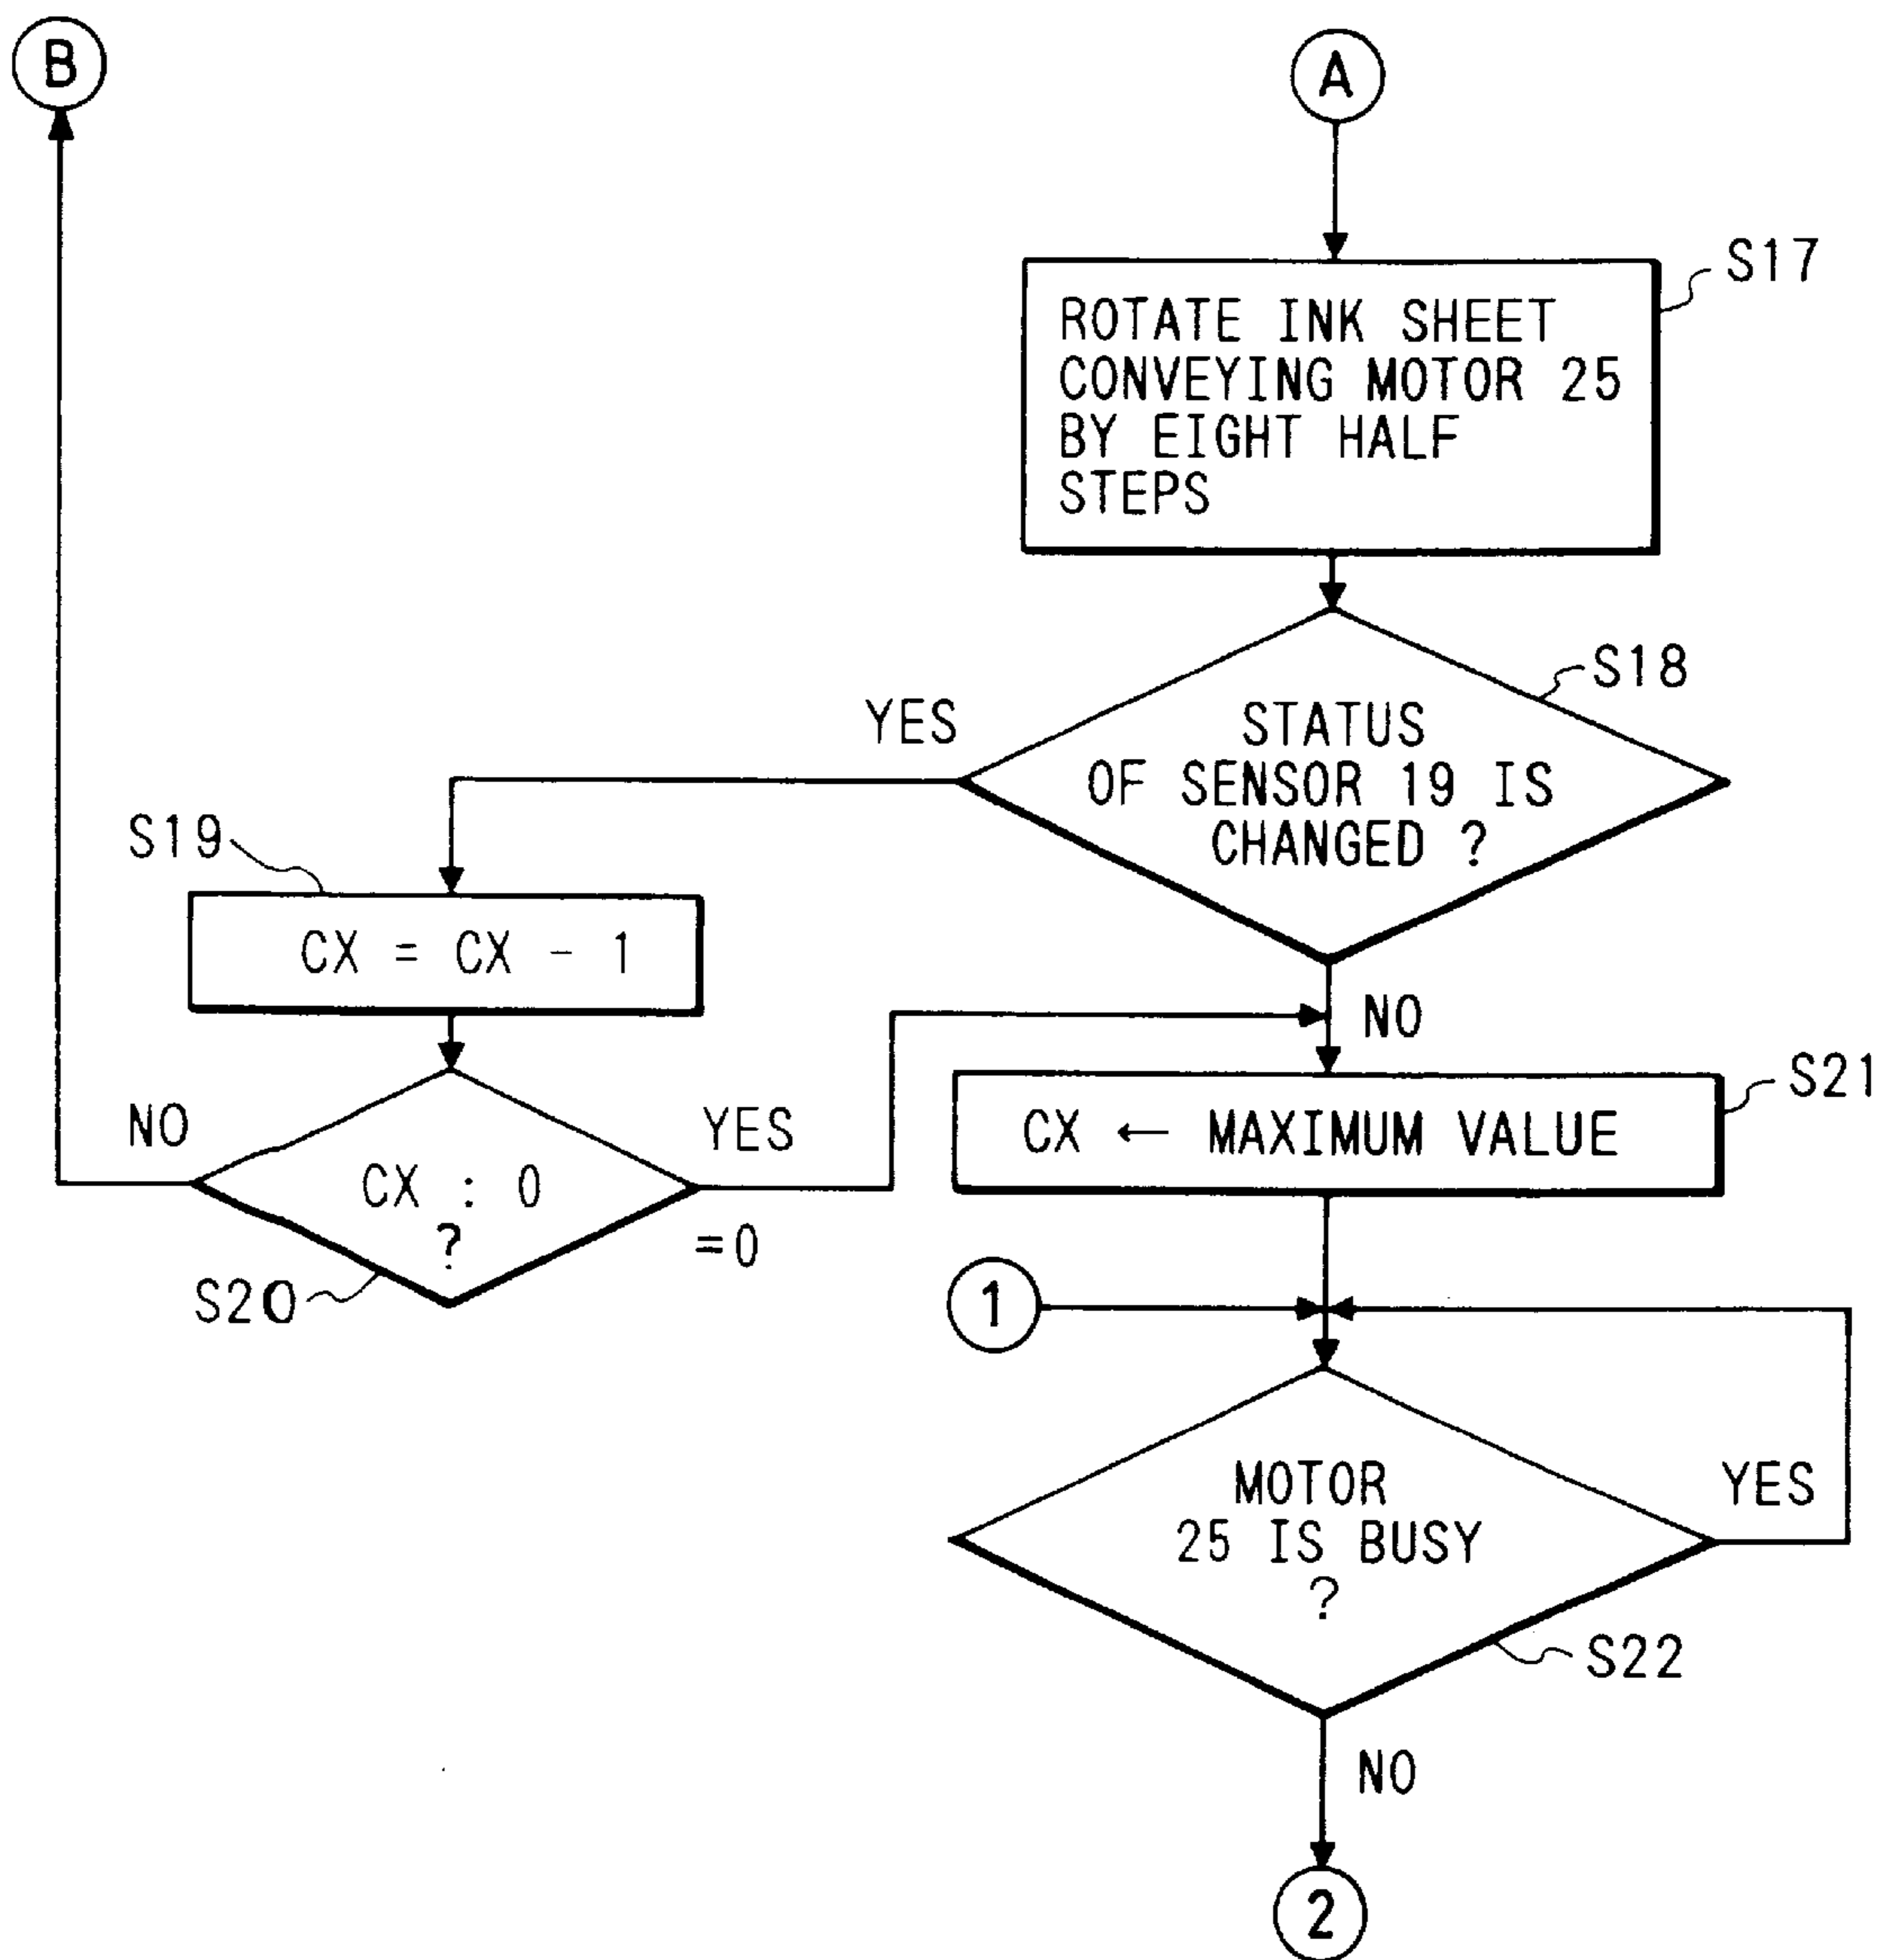 B
A
S17
ROTATE INK SHEET
CONVEYING MOTOR 25
BY EIGHT HALF
STEPS
S18
YES
STATUS
OF SENSOR 19 IS
CHANGED ?
S19
CX = CX - 1
NO
S21
NO
YES
CX ← MAXIMUM VALUE
CX : 0
?
=0
S20
1
MOTOR
25 IS BUSY
?
YES
S22
NO
2